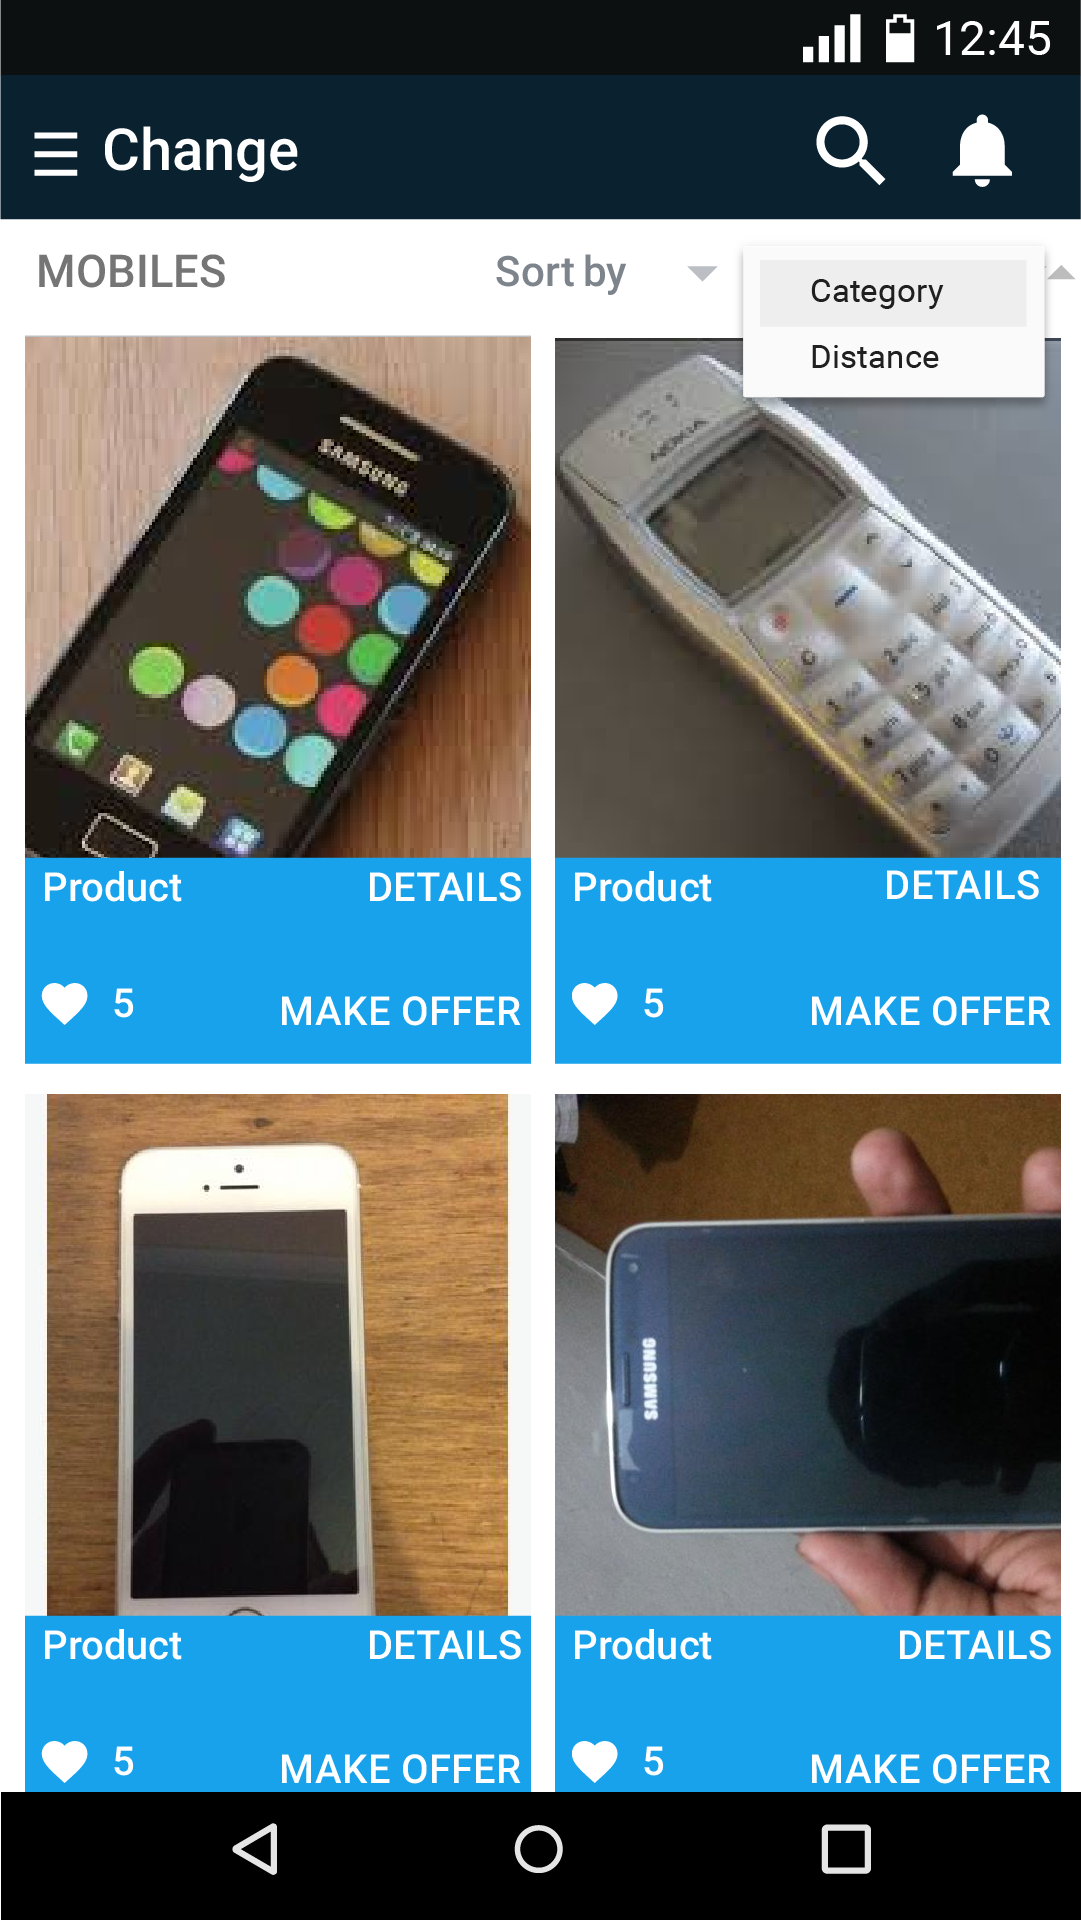 12:45
Change
MOBILES Sort by
Category
Distance
SAMSUNG
NOKIA
Product DETAILS
5 MAKE OFFER
Product DETAILS
5 MAKE OFFER
SAMSUNG
Product DETAILS
5 MAKE OFFER
Product DETAILS
5 MAKE OFFER